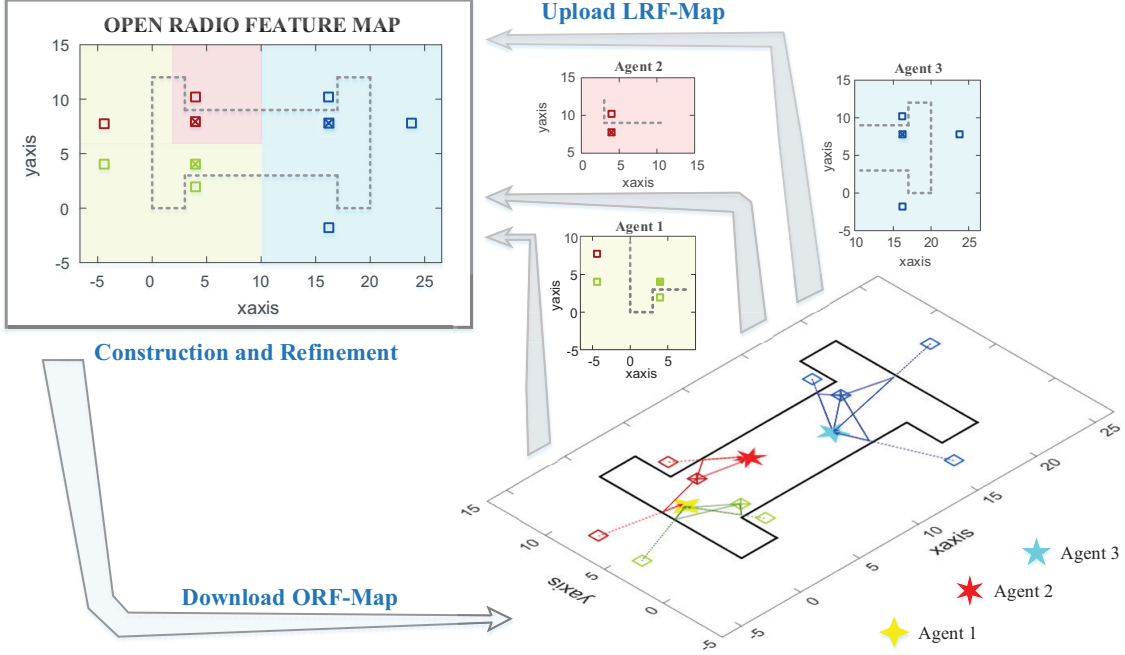 Upload LRF-Map
OPEN RADIO FEATURE MAP
15
10
5
0
-5
yaxis
-5 0 5 10 15 20 25
xaxis
Agent 2
15
10
5
yaxis
0 5 10 15
xaxis
Agent 3
15
10
5
0
-5
yaxis
10 15 20 25
xaxis
Agent 1
10
5
0
-5
yaxis
-5 0 5
xaxis
Construction and Refinement
Download ORF-Map
15
10
5
0
-5
yaxis
-5
0
5
10
15
20
25
xaxis
Agent 3
Agent 2
Agent 1